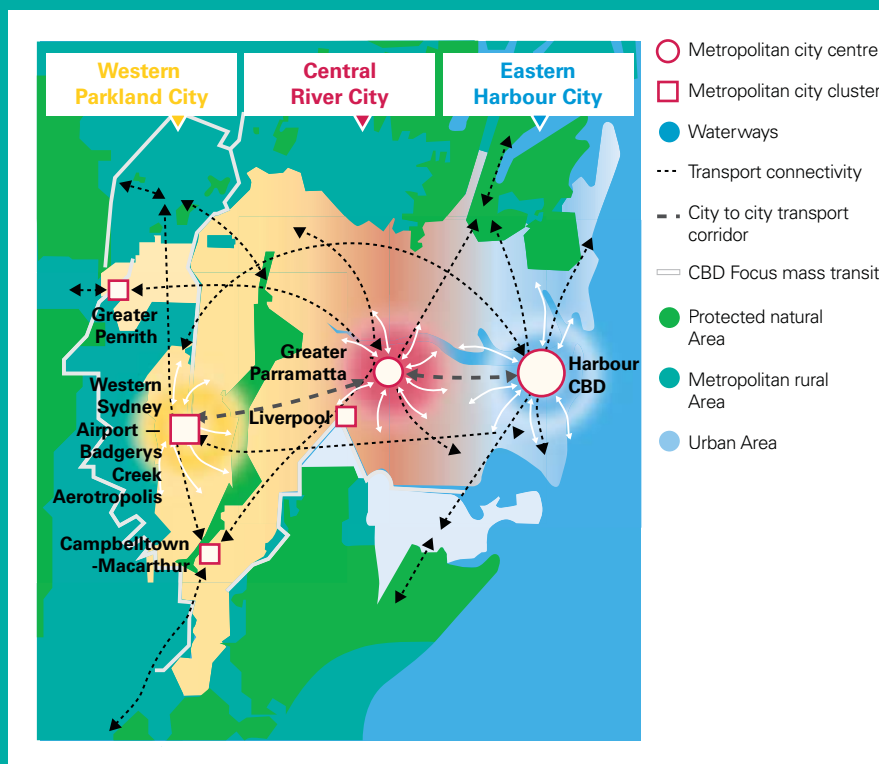 Western
Parkland City
Central
River City
Eastern
Harbour City
Greater
Penrith
Western
Sydney
Airport —
Badgerys
Creek
Aerotropolis
Greater
Parramatta
Liverpool
Harbour
CBD
Campbelltown
-Macarthur
Metropolitan city centre
Metropolitan city cluster
Waterways
Transport connectivity
City to city transport
corridor
CBD Focus mass transit
Protected natural
Area
Metropolitan rural
Area
Urban Area